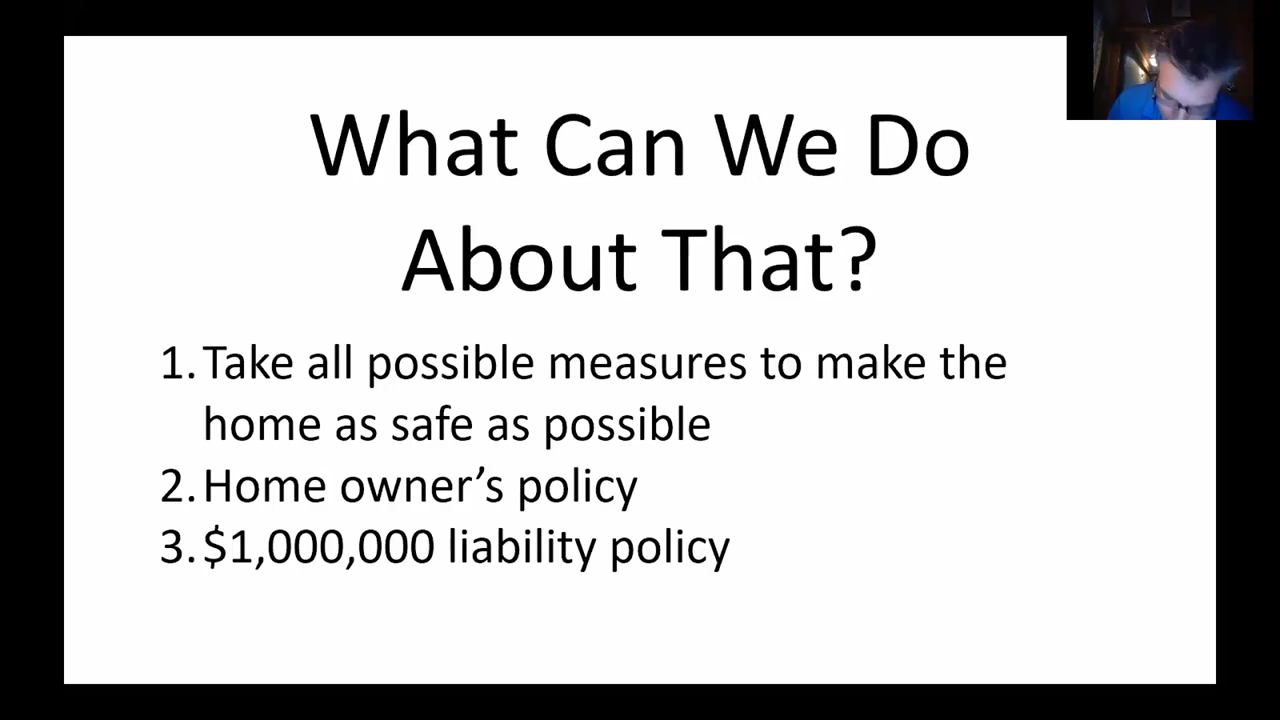 What Can We Do
About That?
1. Take all possible measures to make the
home as safe as possible
2. Home owner’s policy
3. $1,000,000 liability policy